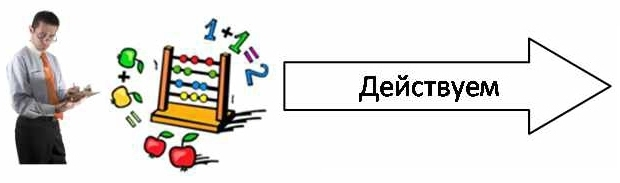 1+1=2
+
=
Действуем